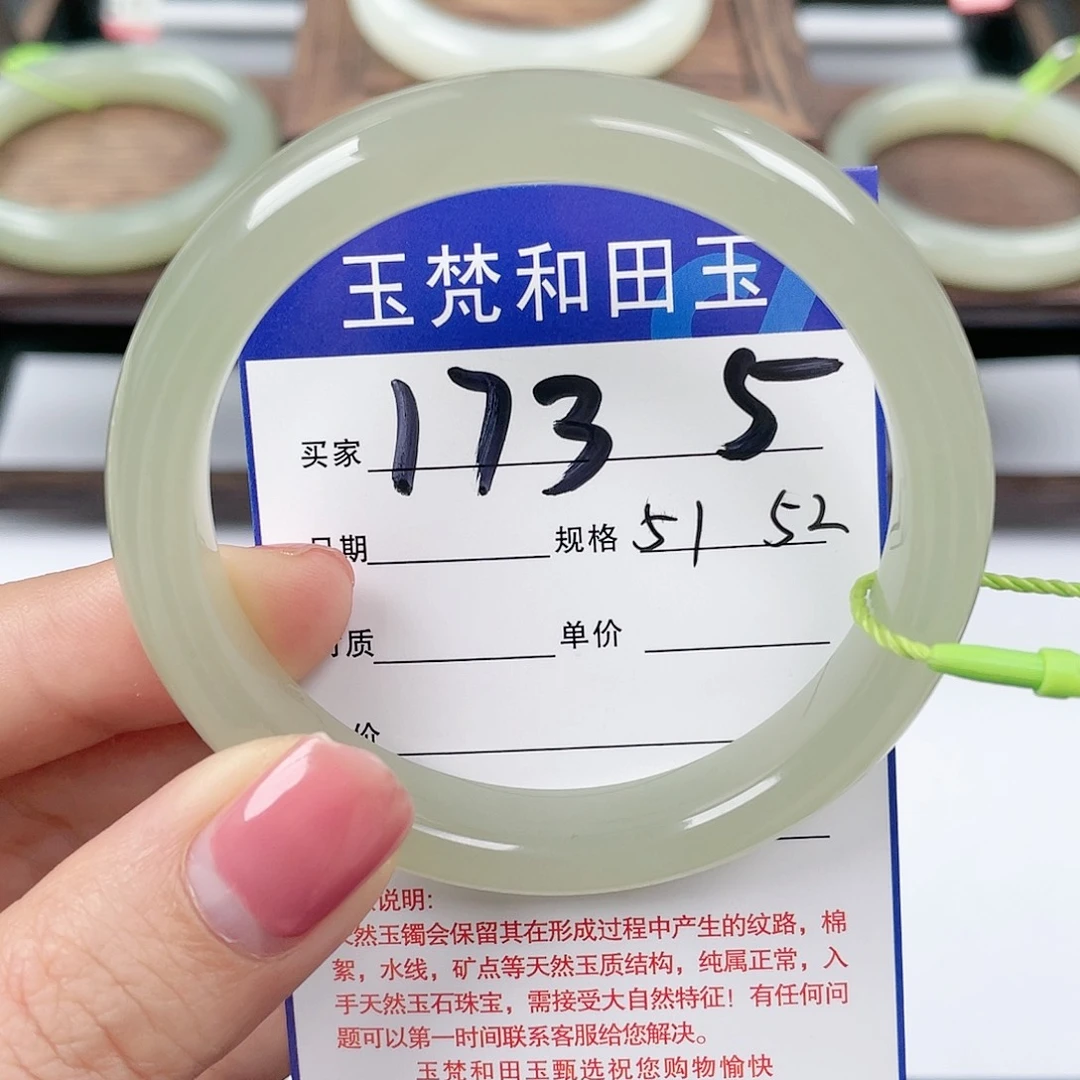 玉梵和田玉
买家 173 5
日期 规格 51 52
质 单价
价
说明：
然玉镯会保留其在形成过程中产生的纹路，棉
絮，水线，矿点等天然玉质结构，纯属正常，入
手天然玉石珠宝，需接受大自然特征！有任何问
题可以第一时间联系客服给您解决。
玉梵和田玉甄选祝您购物愉快